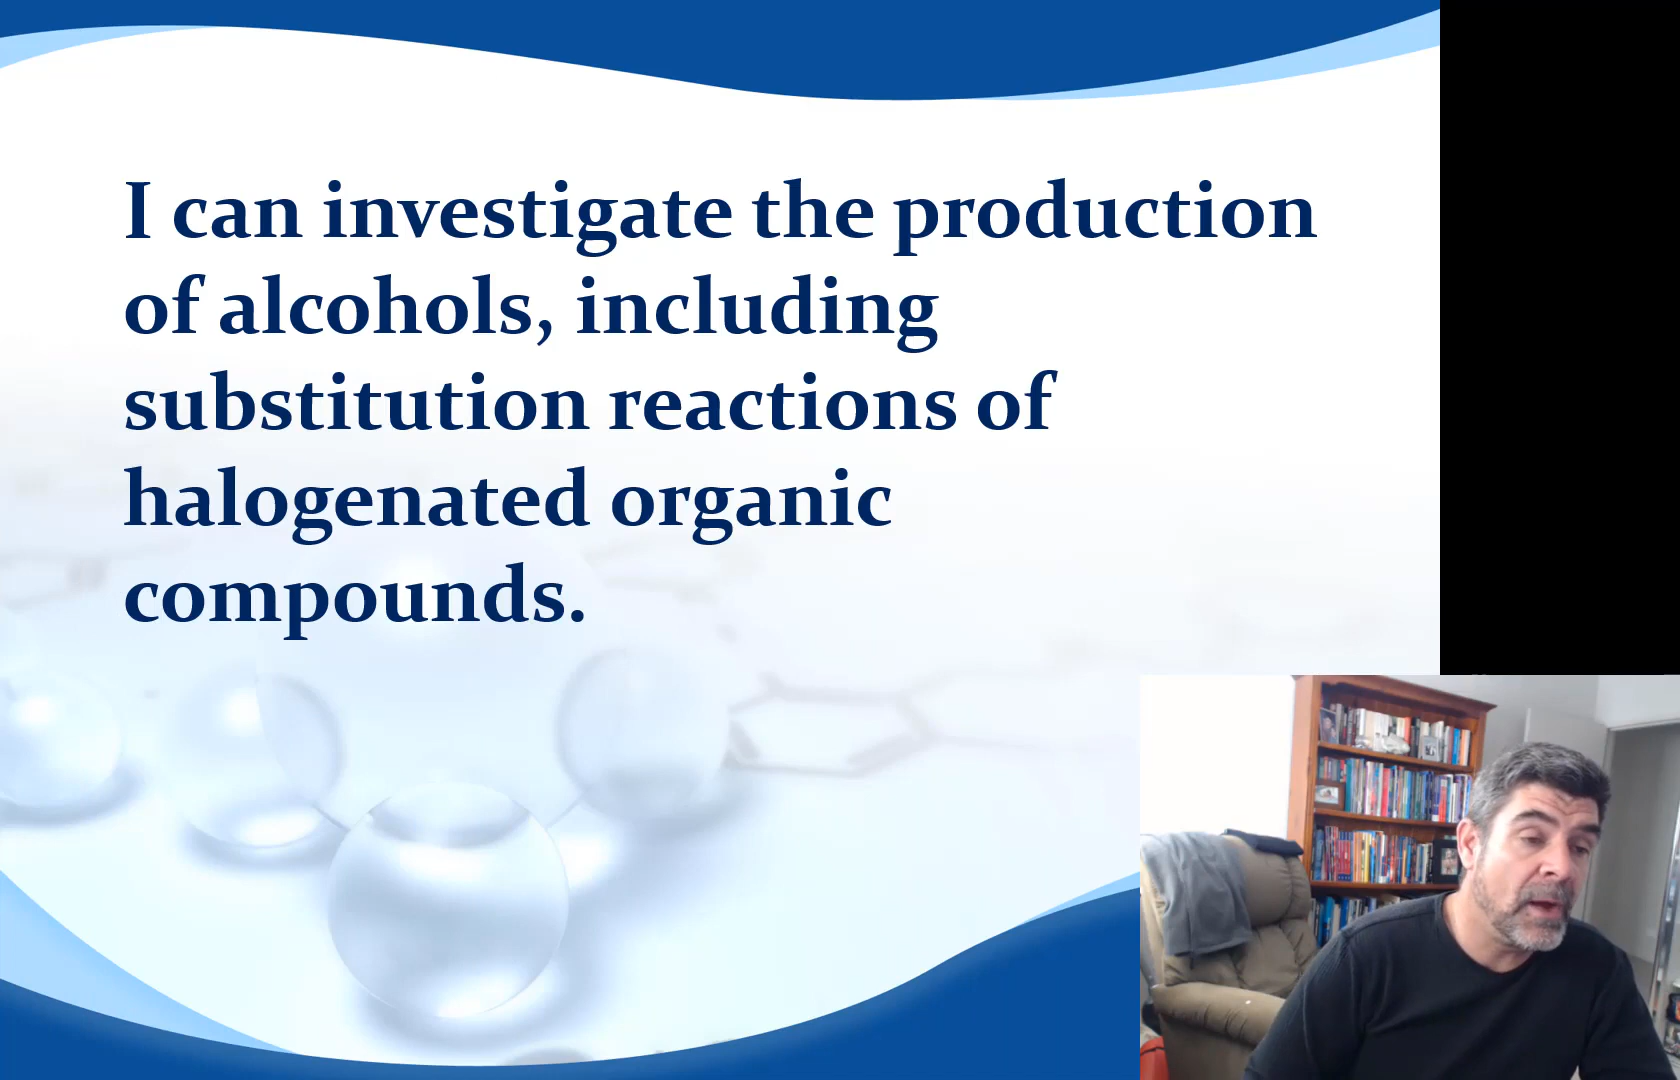 I can investigate the production
of alcohols, including
substitution reactions of
halogenated organic
compounds.